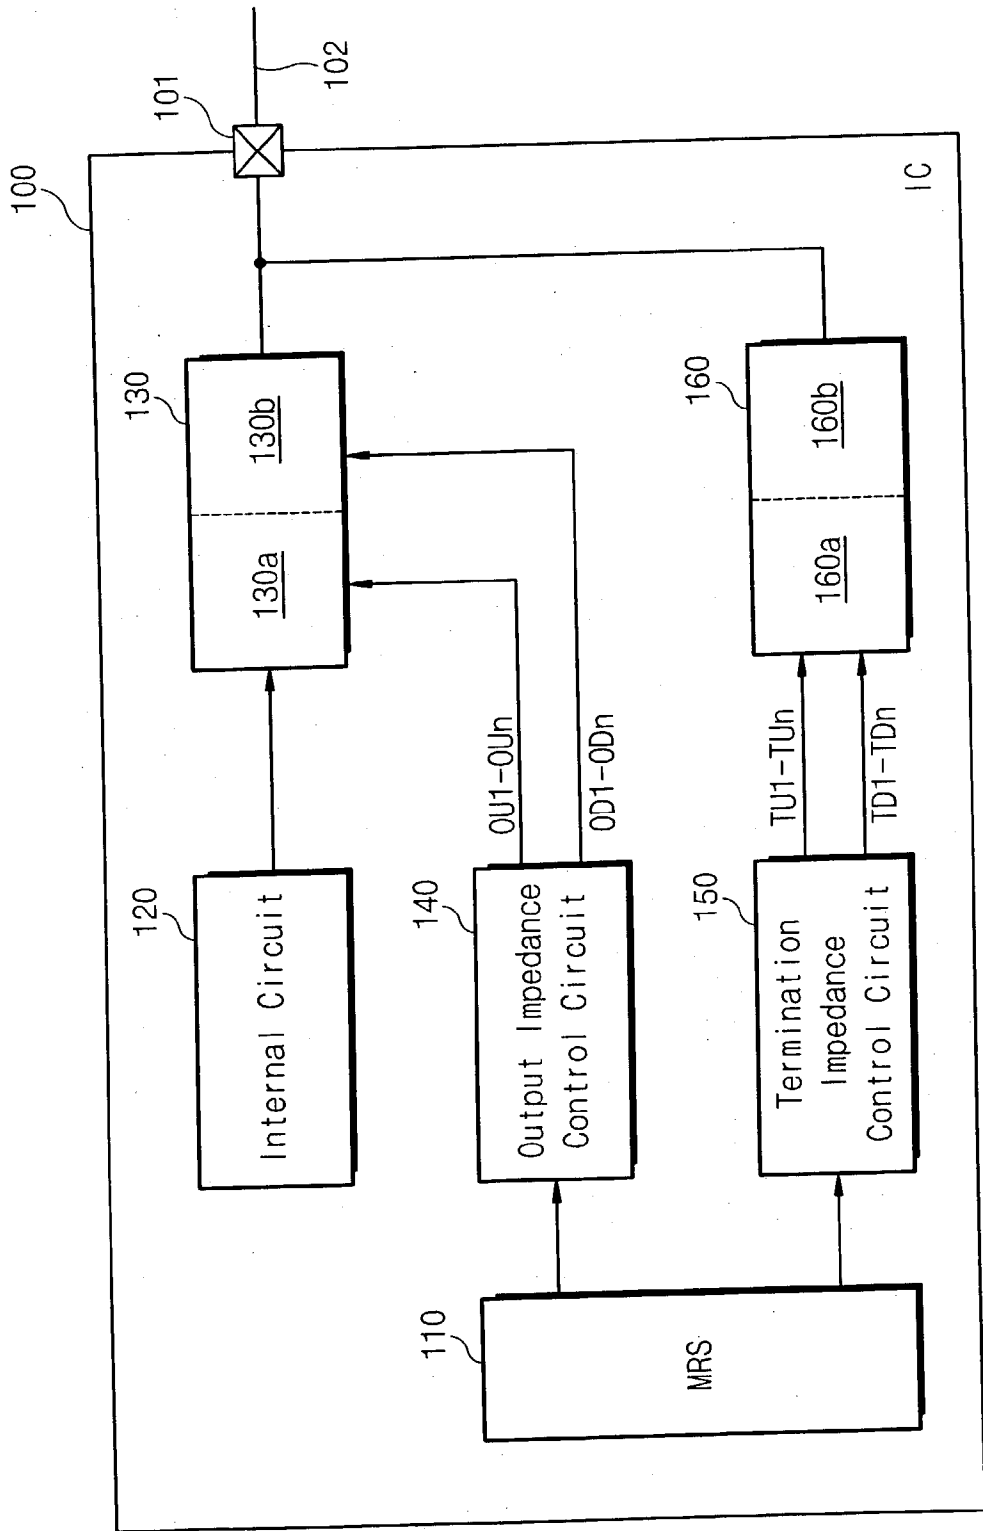 100
101
102
130
130a
130b
120
Internal Circuit
140
Output Impedance
Control Circuit
OU1-OUn
OD1-ODn
110
MRS
150
Termination
Impedance
Control Circuit
TU1-TUn
TD1-TDn
160
160a
160b
IC